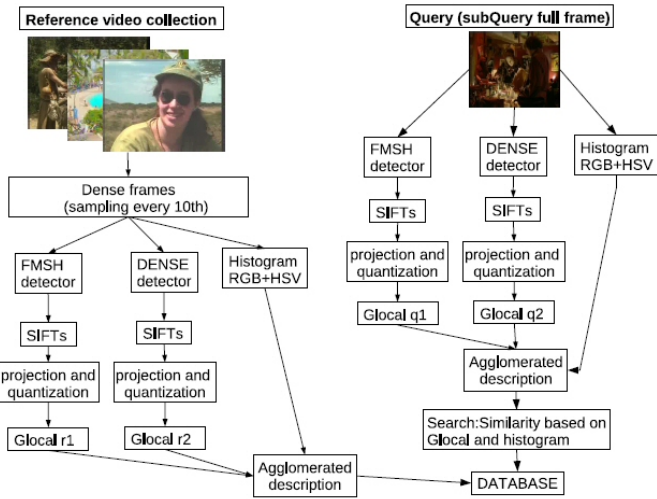 Reference video collection
Dense frames
(sampling every 10th)
FMSH
detector
DENSE
detector
Histogram
RGB+HSV
SIFTs
SIFTs
projection and
quantization
projection and
quantization
Glocal r1
Glocal r2
Agglomerated
description
Query (subQuery full frame)
FMSH
detector
DENSE
detector
Histogram
RGB+HSV
SIFTs
SIFTs
projection and
quantization
projection and
quantization
Glocal q1
Glocal q2
Agglomerated
description
Search:Similarity based on
Glocal and histogram
DATABASE